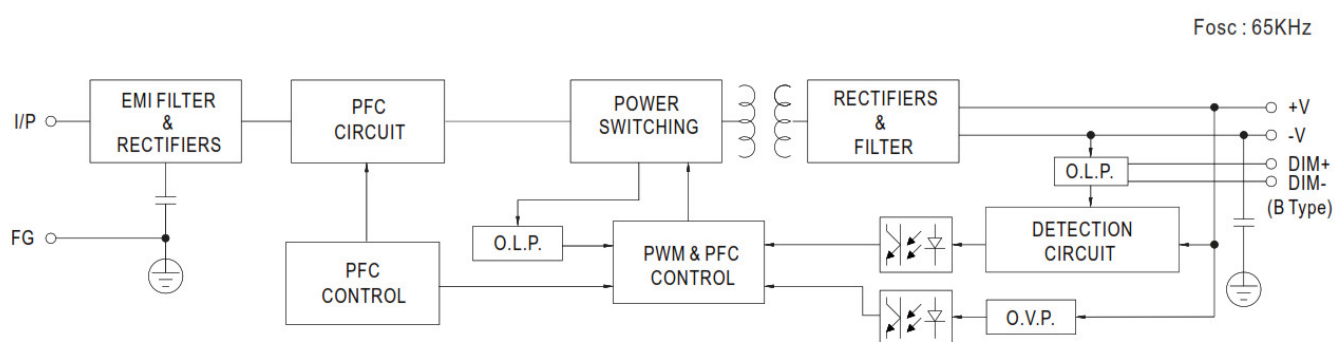 Fosc : 65KHz
I/P
EMI FILTER
&
RECTIFIERS
PFC
CIRCUIT
POWER
SWITCHING
RECTIFIERS
&
FILTER
+V
-V
DIM+
DIM-
(B Type)
O.L.P.
FG
O.L.P.
PFC
CONTROL
PWM & PFC
CONTROL
DETECTION
CIRCUIT
O.V.P.